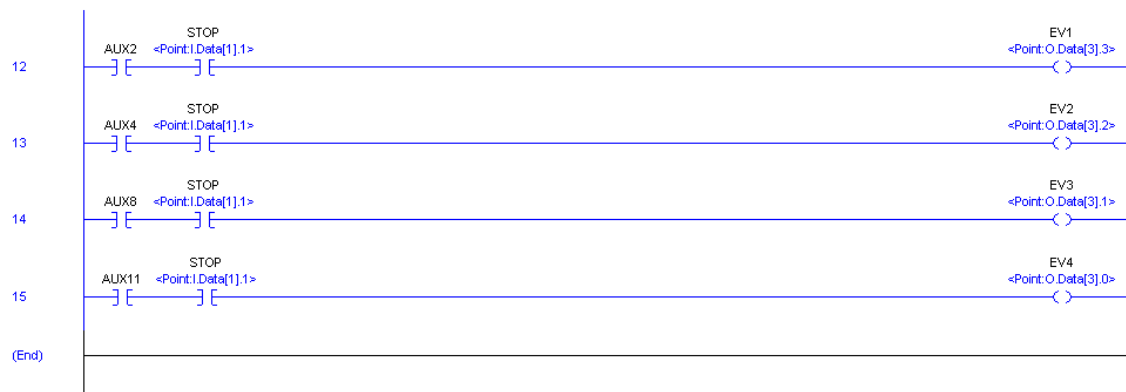 STOP EV1
AUX2 <Point:I.Data[1].1> <Point:O.Data[3].3>
12
STOP EV2
AUX4 <Point:I.Data[1].1> <Point:O.Data[3].2>
13
STOP EV3
AUX8 <Point:I.Data[1].1> <Point:O.Data[3].1>
14
STOP EV4
AUX11 <Point:I.Data[1].1> <Point:O.Data[3].0>
15
(End)